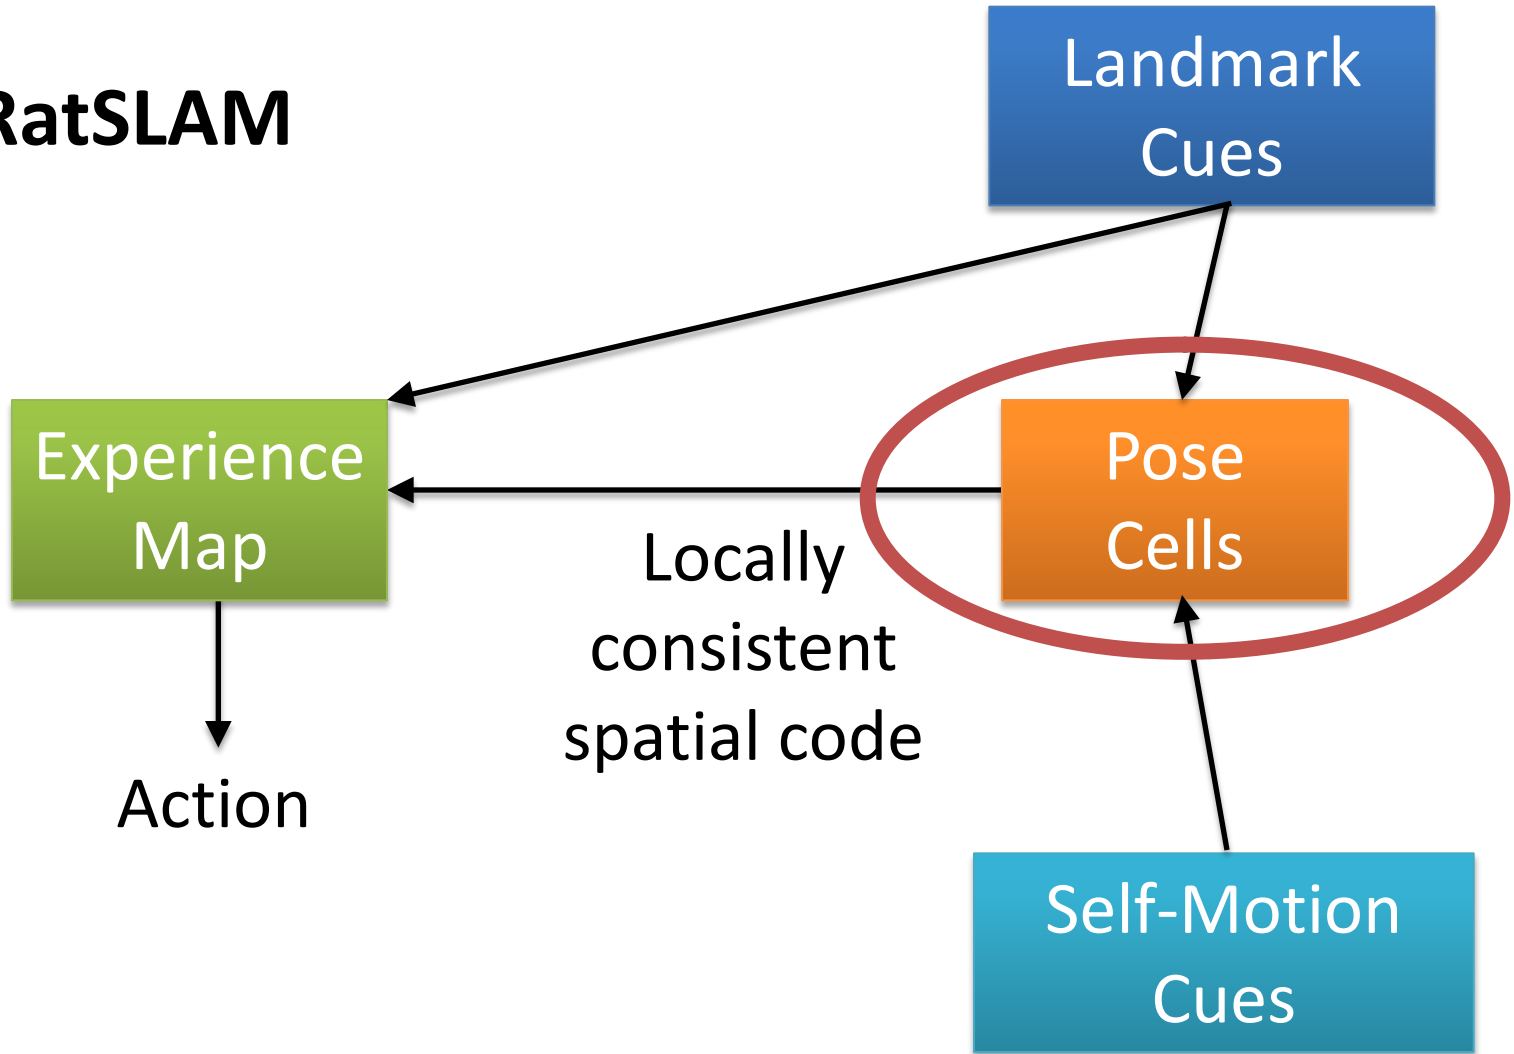 RatSLAM
Landmark
Cues
Experience
Map
Pose
Cells
Locally
consistent
spatial code
Action
Self-Motion
Cues